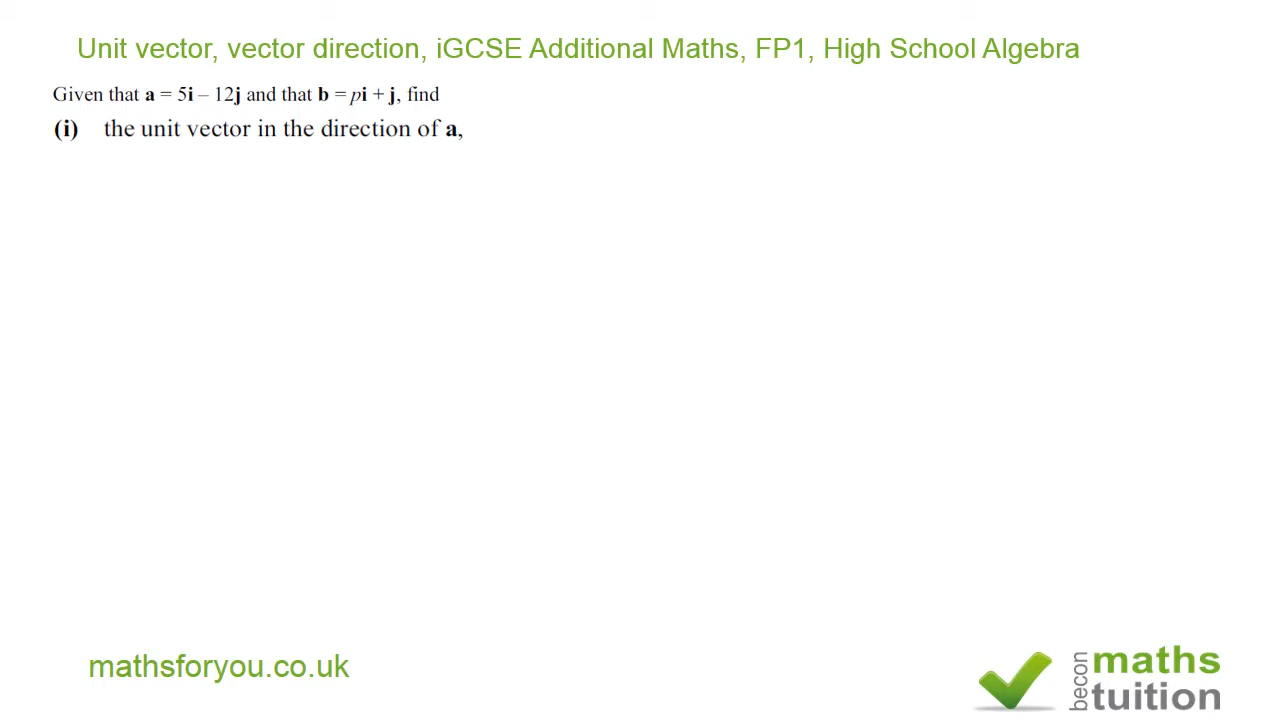 Unit vector, vector direction, iGCSE Additional Maths, FP1, High School Algebra
Given that a = 5i – 12j and that b = pi + j, find
(i) the unit vector in the direction of a,
mathsforyou.co.uk
becon
maths
tuition